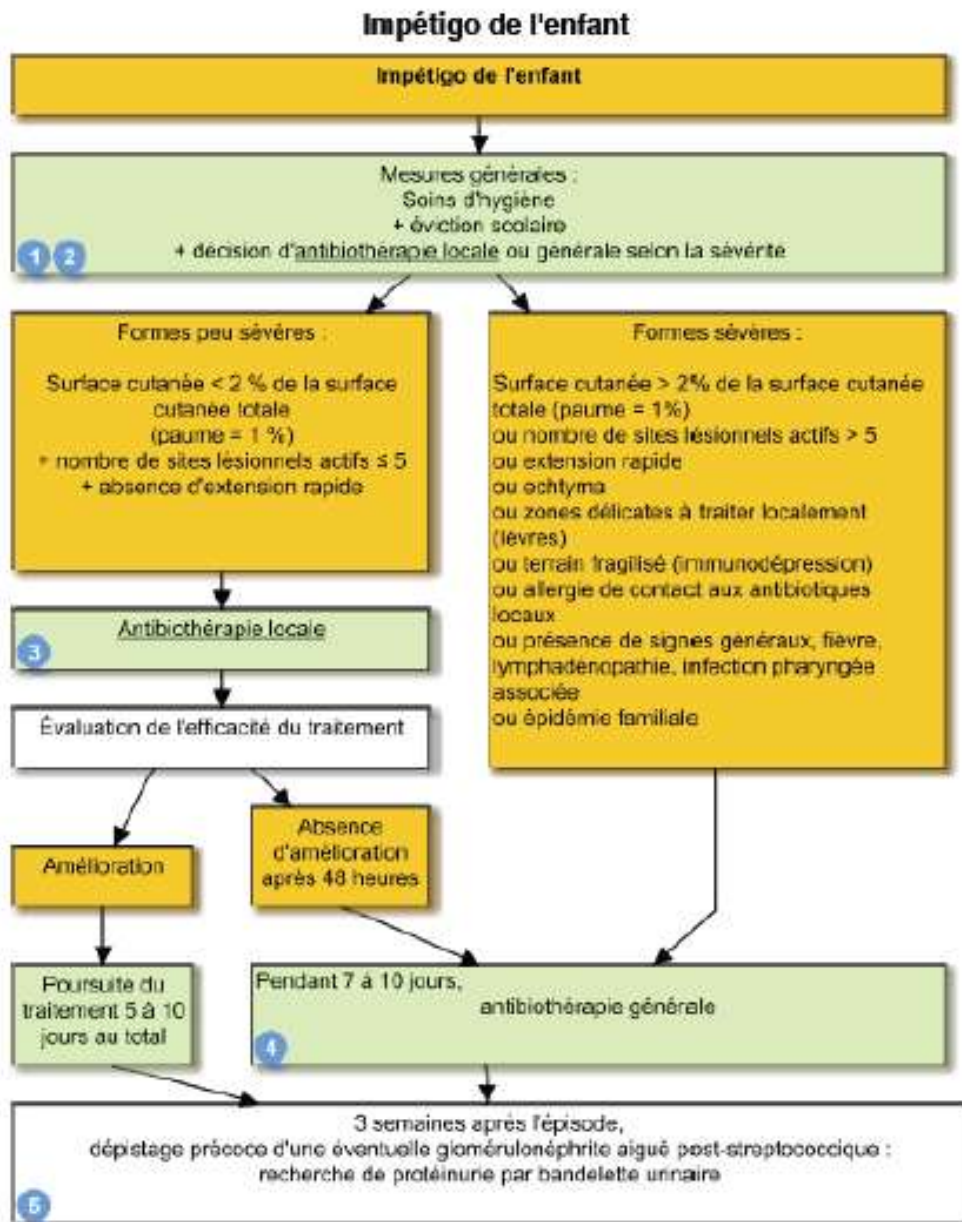 Impétigo de l'enfant
Impétigo de l'enfant
Mesures générales :
Soins d'hygiène
+ éviction scolaire
+ décision d'antibiothérapie locale ou générale selon la sévérité
1 2
Formes peu sévères :
Surface cutanée < 2 % de la surface
cutanée totale
(paume = 1 %)
+ nombre de sites lésionnels actifs ≤ 5
+ absence d'extension rapide
Formes sévères :
Surface cutanée > 2% de la surface cutanée
totale (paume = 1%)
ou nombre de sites lésionnels actifs > 5
ou extension rapide
ou echtyma
ou zones délicates à traiter localement
(lèvres)
ou terrain fragilisé (immunodépression)
ou allergie de contact aux antibiotiques
locaux
ou présence de signes généraux, fièvre,
lymphadénopathie, infection pharyngée
associée
ou épidémie familiale
Antibiothérapie locale
3
Évaluation de l'efficacité du traitement
Amélioration
Absence
d'amélioration
après 48 heures
Poursuite du
traitement 5 à 10
jours au total
Pendant 7 à 10 jours,
antibiothérapie générale
4
3 semaines après l'épisode,
dépistage précoce d'une éventuelle glomérulonéphrite aiguë post-streptococcique :
recherche de protéinurie par bandelette urinaire
5